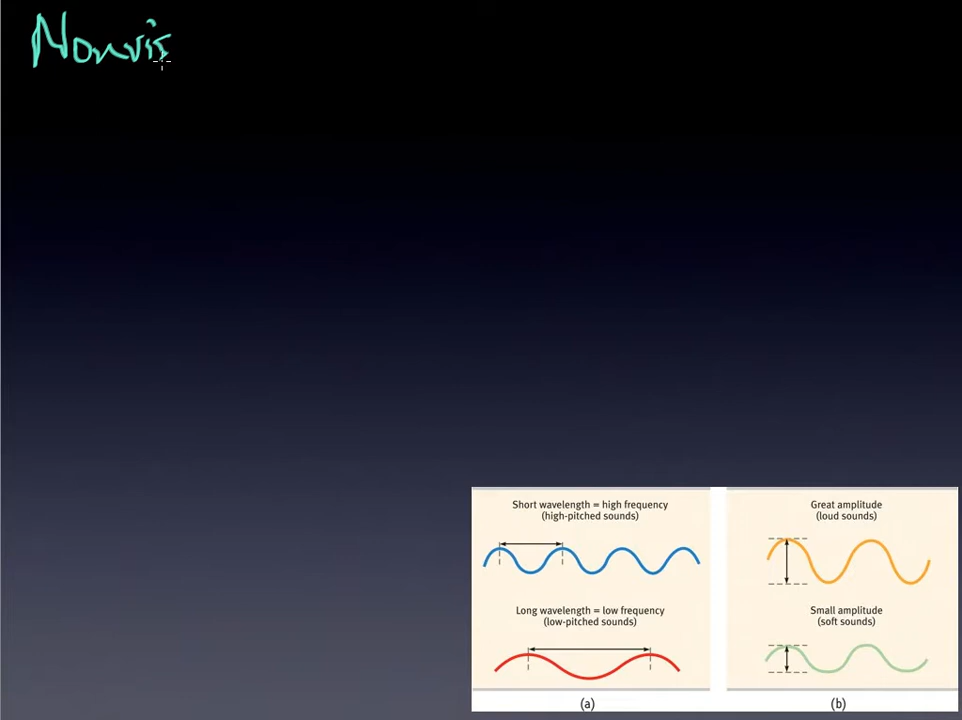 Nonvis
Short wavelength = high frequency
(high-pitched sounds)
Long wavelength = low frequency
(low-pitched sounds)
(a)
Great amplitude
(loud sounds)
Small amplitude
(soft sounds)
(b)